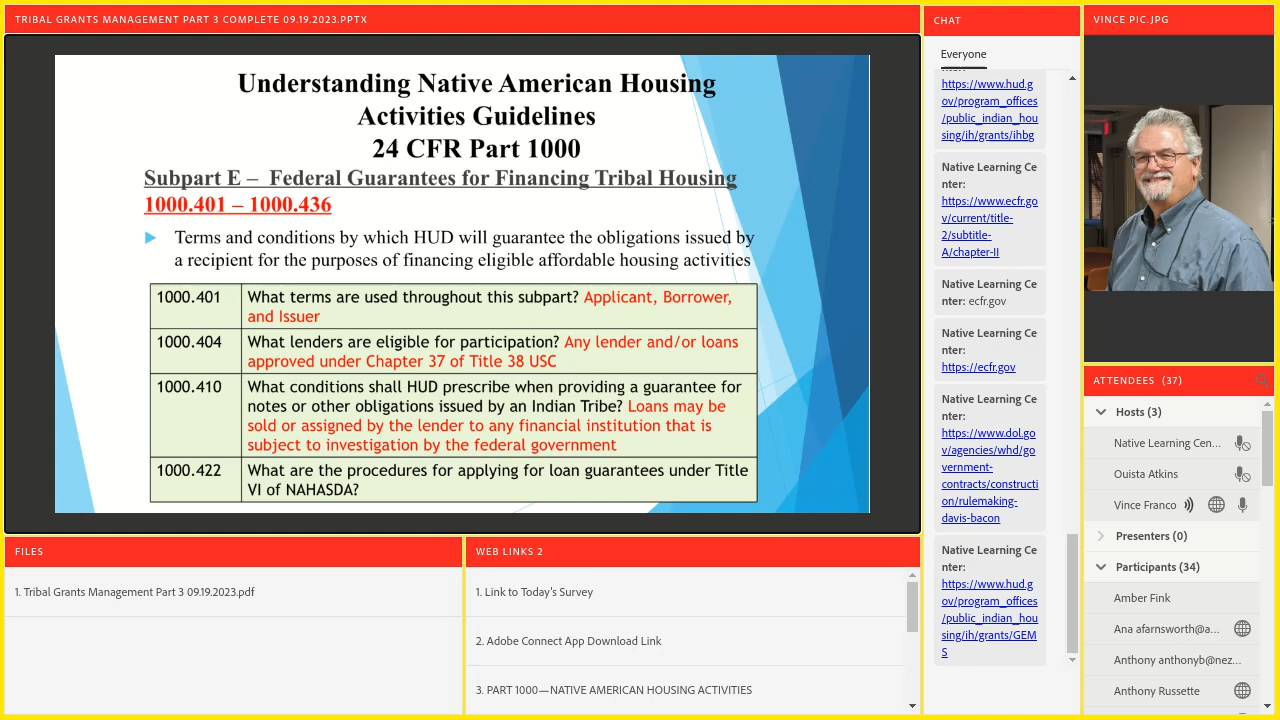 TRIBAL GRANTS MANAGEMENT PART 3 COMPLETE 09.19.2023.PPTX
Understanding Native American Housing
Activities Guidelines
24 CFR Part 1000
Subpart E – Federal Guarantees for Financing Tribal Housing
1000.401 – 1000.436
Terms and conditions by which HUD will guarantee the obligations issued by
a recipient for the purposes of financing eligible affordable housing activities
1000.401 What terms are used throughout this subpart? Applicant, Borrower,
and Issuer
1000.404 What lenders are eligible for participation? Any lender and/or loans
approved under Chapter 37 of Title 38 USC
1000.410 What conditions shall HUD prescribe when providing a guarantee for
notes or other obligations issued by an Indian Tribe? Loans may be
sold or assigned by the lender to any financial institution that is
subject to investigation by the federal government
1000.422 What are the procedures for applying for loan guarantees under Title
VI of NAHASDA?
FILES
1. Tribal Grants Management Part 3 09.19.2023.pdf
WEB LINKS 2
1. Link to Today's Survey
2. Adobe Connect App Download Link
3. PART 1000—NATIVE AMERICAN HOUSING ACTIVITIES
CHAT
Everyone
https://www.hud.g
ov/program_offices
/public_indian_hou
sing/ih/grants/ihbg
Native Learning Ce
nter:
https://www.ecfr.go
v/current/title-
2/subtitle-
A/chapter-II
Native Learning Ce
nter: ecfr.gov
Native Learning Ce
nter:
https://ecfr.gov
Native Learning Ce
nter:
https://www.dol.go
v/agencies/whd/go
vernment-
contracts/constructi
on/rulemaking-
davis-bacon
Native Learning Ce
nter:
https://www.hud.g
ov/program_offices
/public_indian_hou
sing/ih/grants/GEM
S
VINCE PIC.JPG
ATTENDEES (37)
Hosts (3)
Native Learning Cen...
Ouista Atkins
Vince Franco
Presenters (0)
Participants (34)
Amber Fink
Ana afarnsworth@a...
Anthony anthonyb@nez...
Anthony Russette